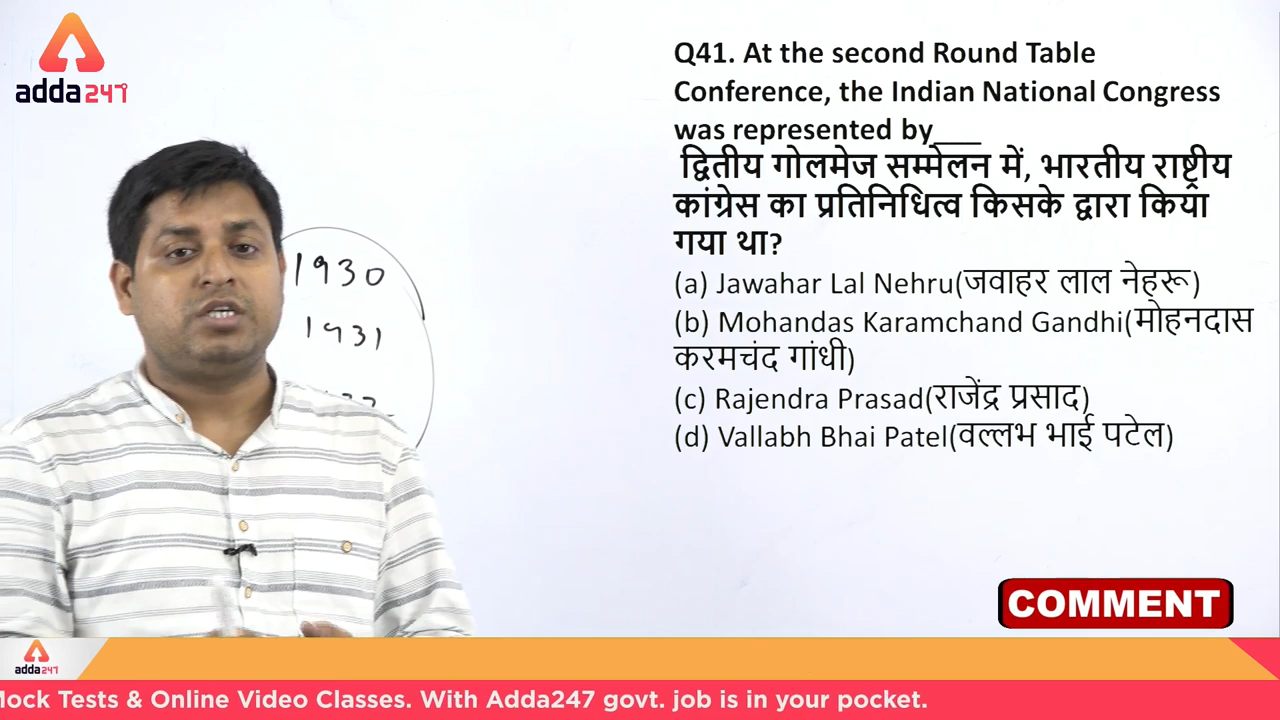 adda247
Q41. At the second Round Table
Conference, the Indian National Congress
was represented by___
द्वितीय गोलमेज सम्मेलन में, भारतीय राष्ट्रीय
कांग्रेस का प्रतिनिधित्व किसके द्वारा किया
गया था?
(a) Jawahar Lal Nehru(जवाहर लाल नेहरू)
(b) Mohandas Karamchand Gandhi(मोहनदास
करमचंद गांधी)
(c) Rajendra Prasad(राजेंद्र प्रसाद)
(d) Vallabh Bhai Patel(वल्लभ भाई पटेल)
1930
1931
COMMENT
adda247
Mock Tests & Online Video Classes. With Adda247 govt. job is in your pocket.